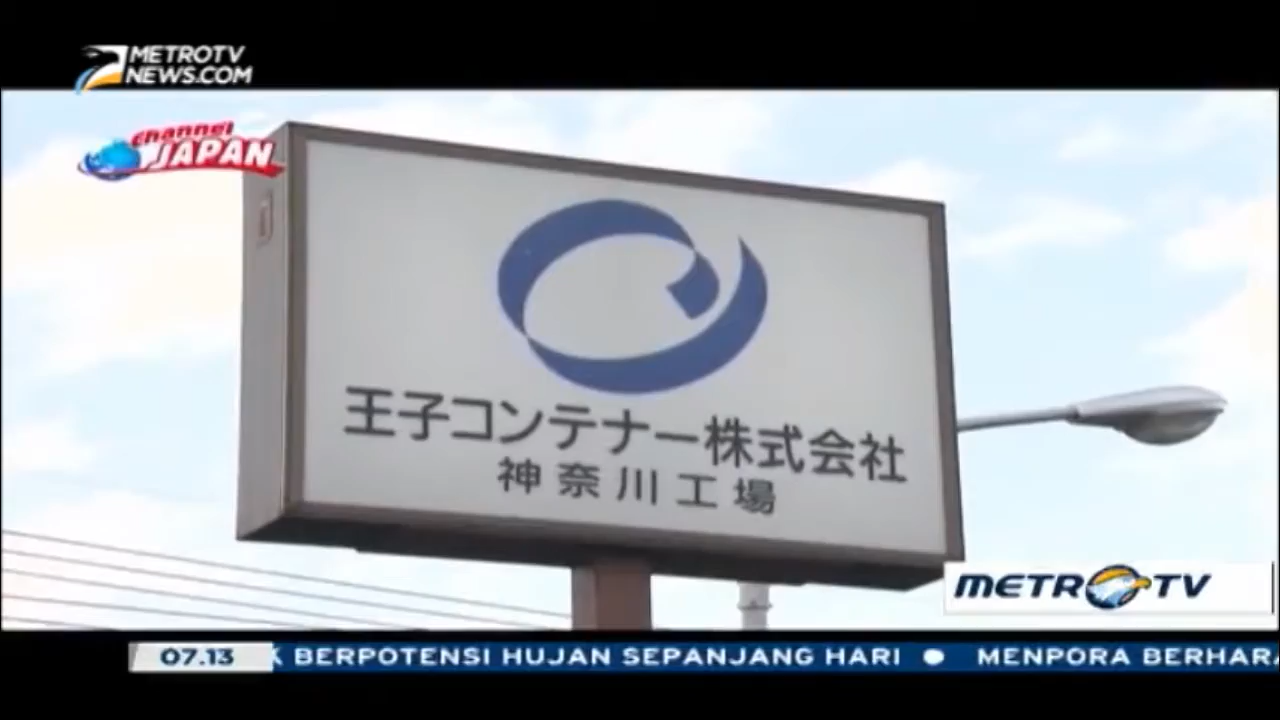 METROTV
NEWS.COM
channel
JAPAN
王子コンテナー株式会社
神奈川工場
METRO TV
07.13
K BERPOTENSI HUJAN SEPANJANG HARI ● MENPORA BERHARA